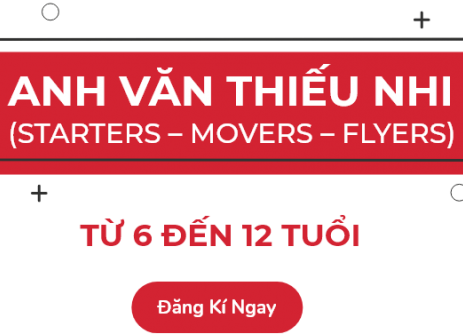 ANH VĂN THIẾU NHI
(STARTERS – MOVERS – FLYERS)
TỪ 6 ĐẾN 12 TUỔI
Đăng Kí Ngay